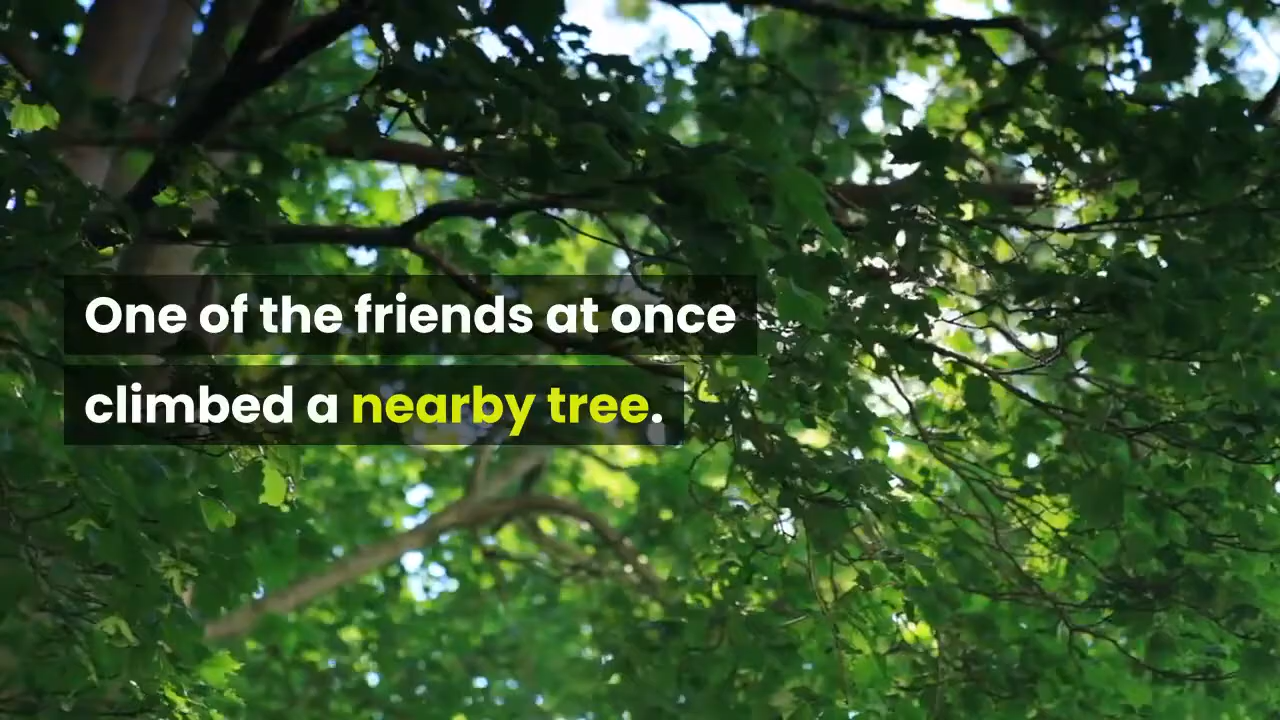 One of the friends at once
climbed a nearby tree.